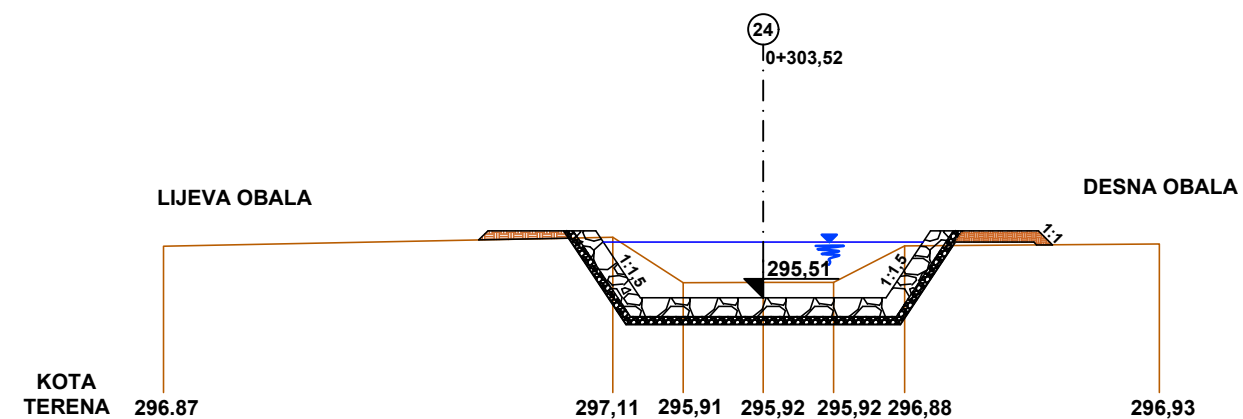 24
0+303,52
LIJEVA OBALA
DESNA OBALA
1:1
1:1,5
295,51
1:1,5
KOTA
TERENA 296.87 297,11 295,91 295,92 295,92 296,88 296,93